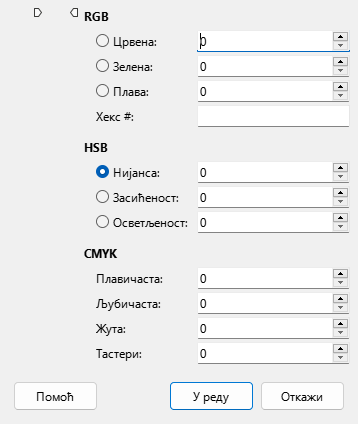 RGB
Црвена: 0
Зелена: 0
Плава: 0
Хекс #:
HSB
Нијанса: 0
Засићеност: 0
Осветљеност: 0
CMYK
Плавичаста: 0
Љубичаста: 0
Жута: 0
Тастери: 0
Помоћ У реду Откажи